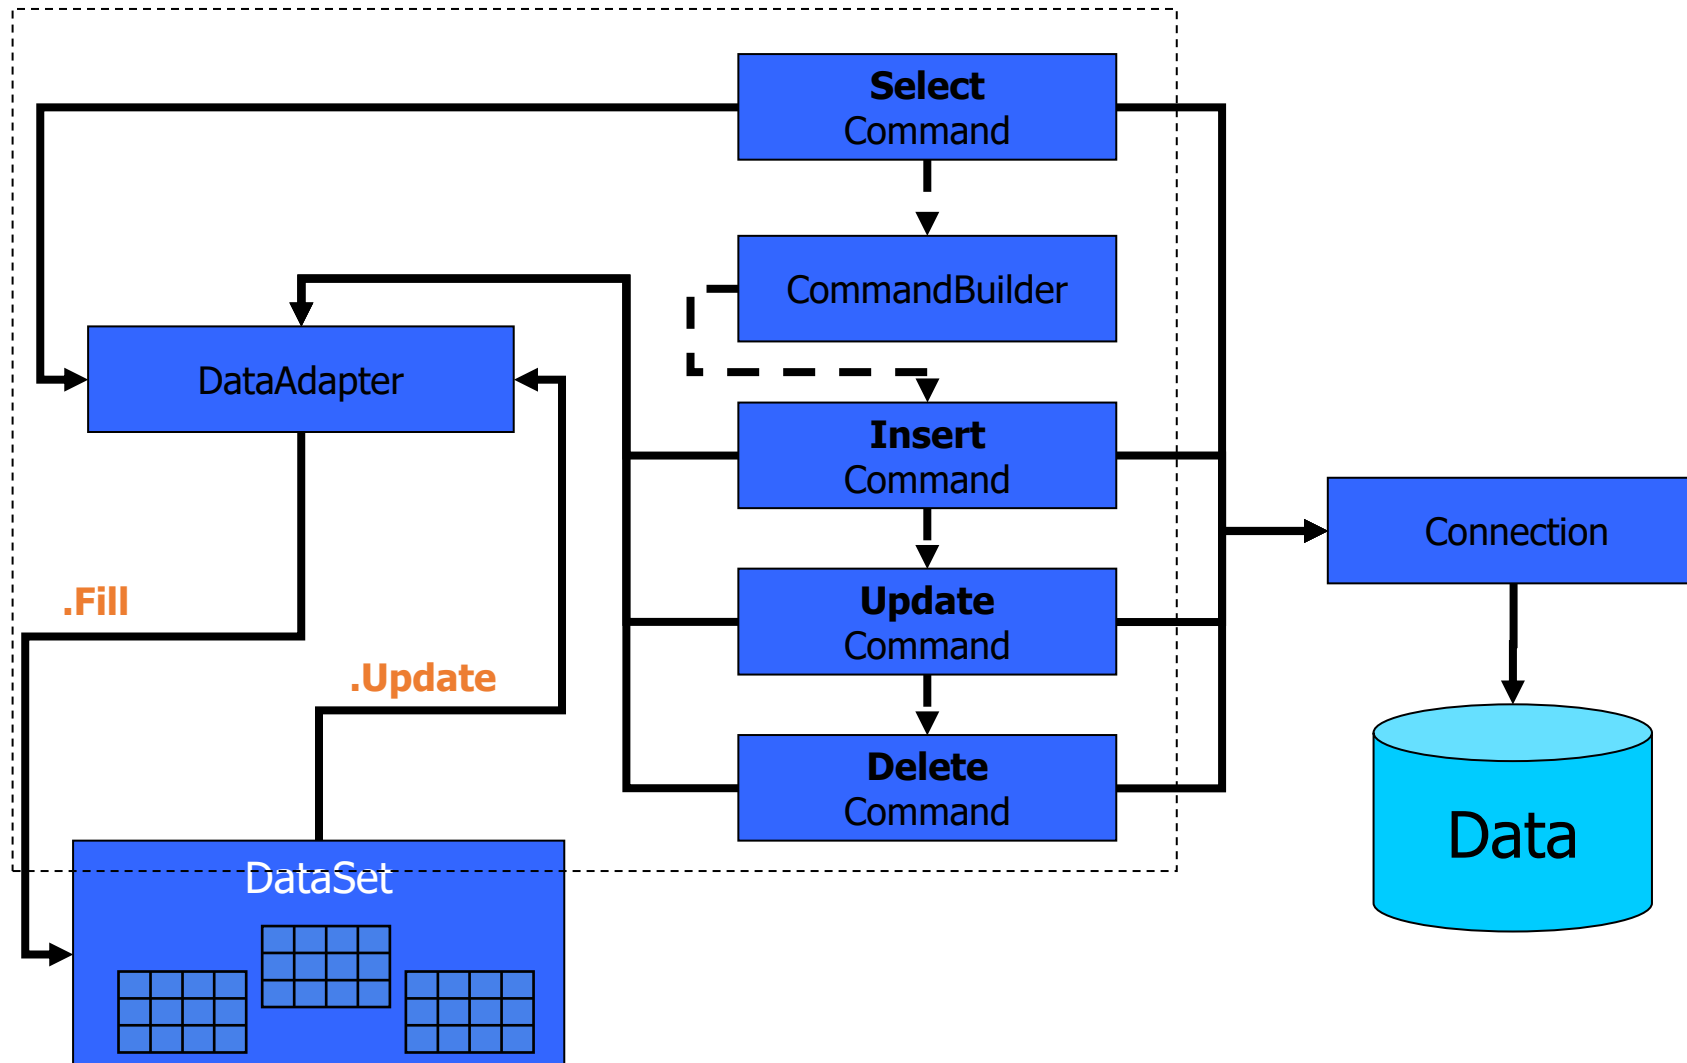 Select
Command
CommandBuilder
DataAdapter
Insert
Command
Connection
.Fill
Update
Command
.Update
Delete
Command
Data
DataSet